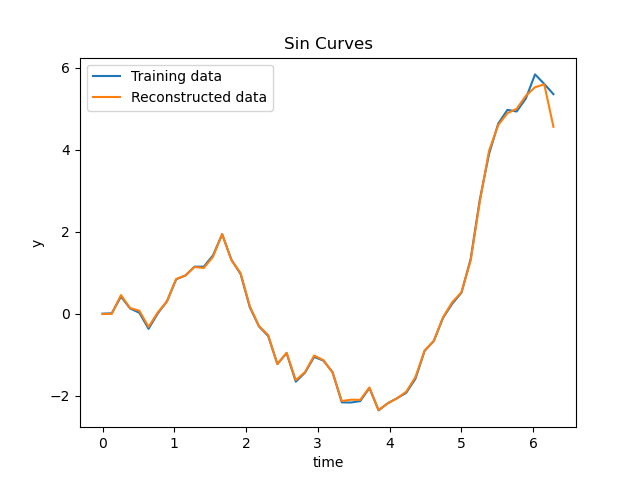 Sin Curves
Training data
Reconstructed data
y
6
4
2
0
−2
0 1 2 3 4 5 6
time